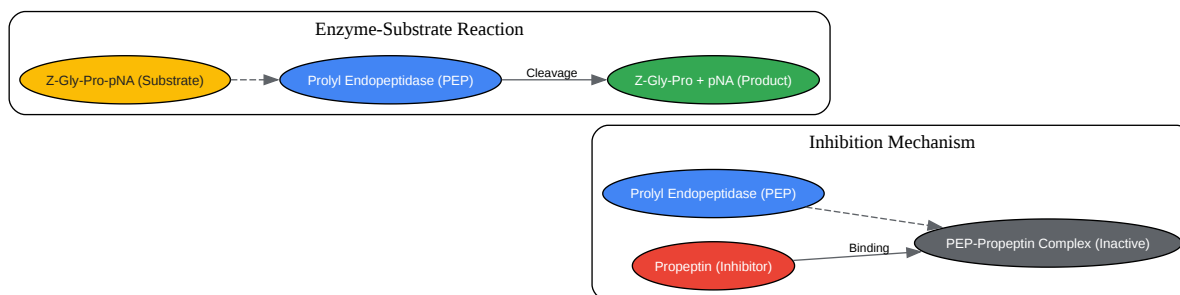 Enzyme-Substrate Reaction
Z-Gly-Pro-pNA (Substrate)
Prolyl Endopeptidase (PEP)
Cleavage
Z-Gly-Pro + pNA (Product)
Inhibition Mechanism
Prolyl Endopeptidase (PEP)
Propeptin (Inhibitor)
Binding
PEP-Propeptin Complex (Inactive)